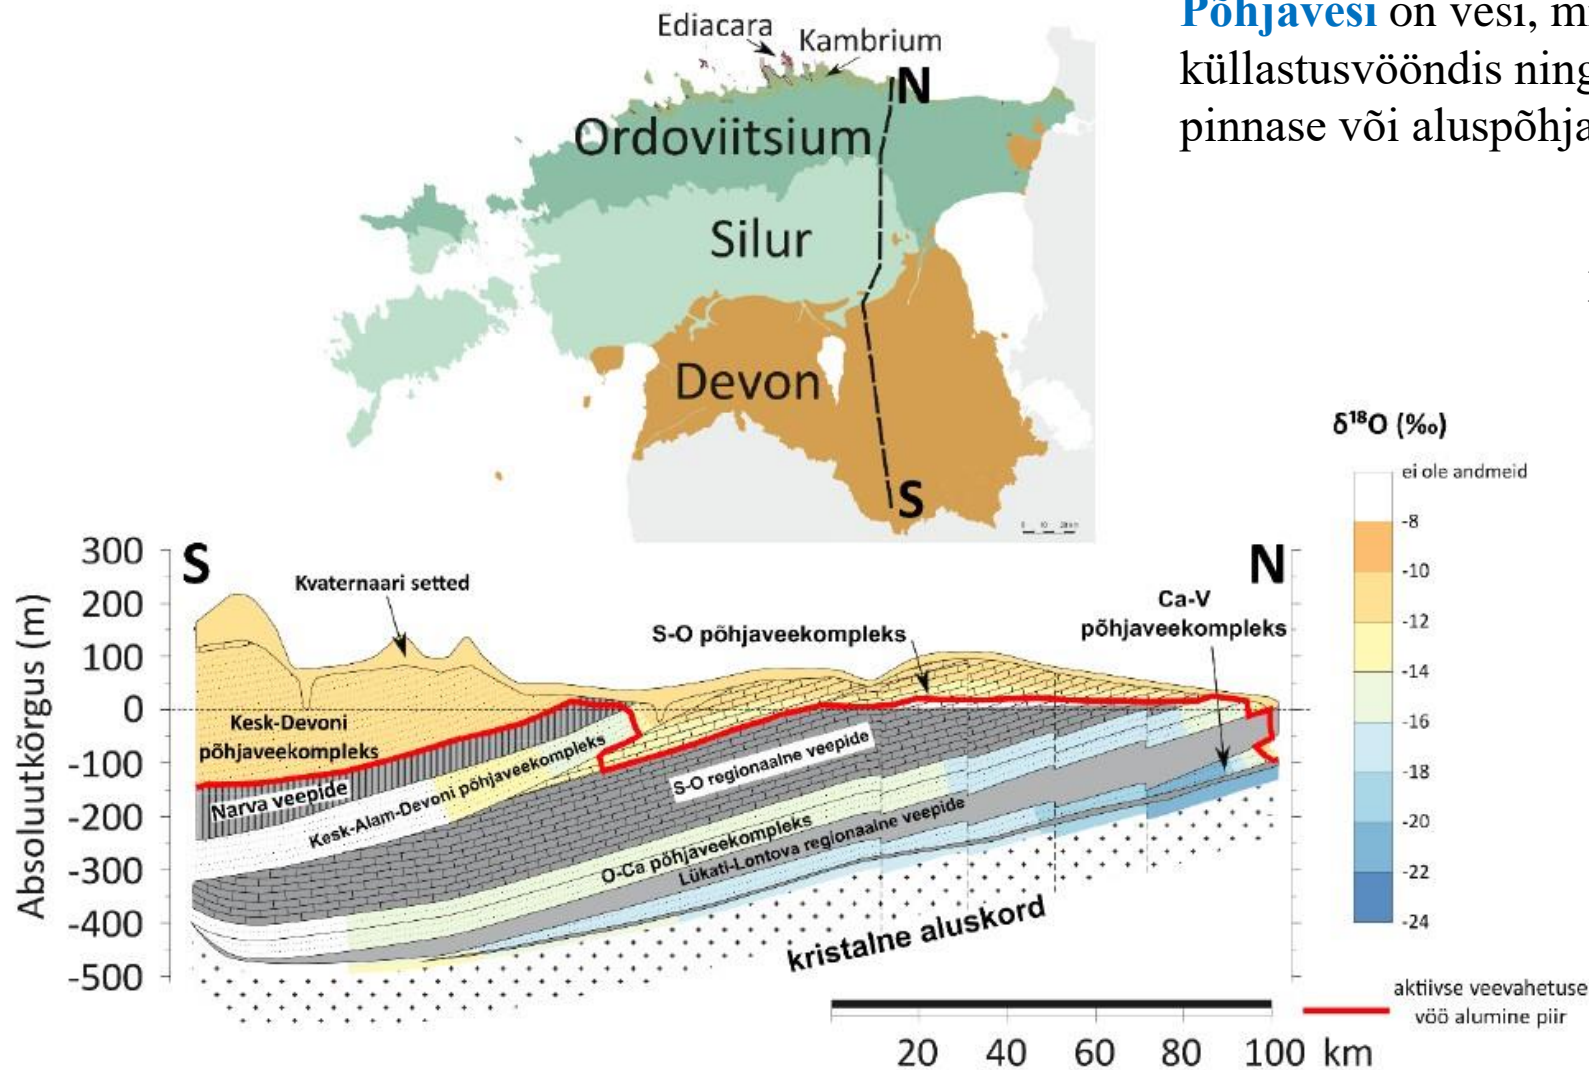 Põhjavesi on vesi, m
küllastusvööndis ning
pinnase või aluspõhja
Ediacara
Kambrium
N
Ordoviitsium
Silur
Devon
S
δ¹⁸O (‰)
ei ole andmeid
-8
-10
-12
-14
-16
-18
-20
-22
-24
S
N
Absoluutkõrgus (m)
300
200
100
0
-100
-200
-300
-400
-500
Kvaternaari setted
S-O põhjaveekompleks
Ca-V
põhjaveekompleks
Kesk-Devoni
põhjaveekompleks
Narva veepide
Kesk-Alam-Devoni põhjaveekompleks
S-O regionaalne veepide
O-Ca põhjaveekompleks
Lükati-Lontova regionaalne veepide
kristalne aluskord
20 40 60 80 100 km
aktiivse veevahetuse
vöö alumine piir